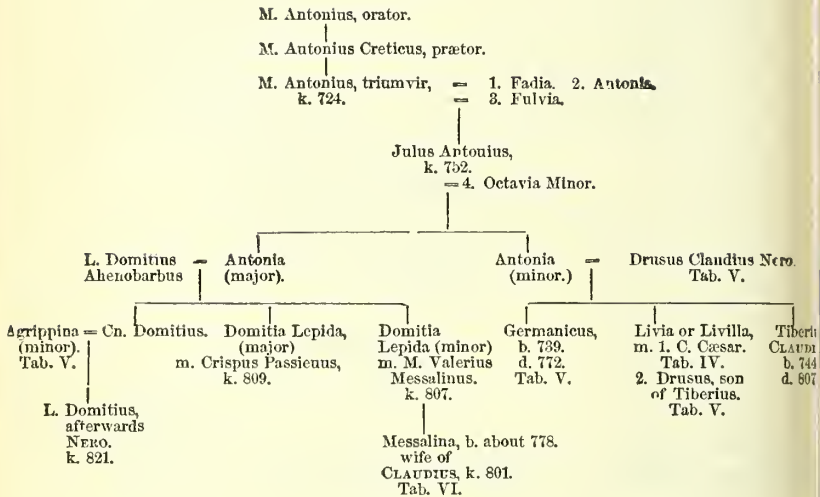 M. Antonius, orator.
M. Antonius Creticus, prætor.
M. Antonius, triumvir, = 1. Fadia. 2. Antonia.
k. 724. = 3. Fulvia.
Julus Antonius,
k. 752.
= 4. Octavia Minor.
L. Domitius = Antonia Antonia = Drusus Claudius Nero.
Ahenobarbus (major). (minor.) Tab. V.
Agrippina = Cn. Domitius. Domitia Lepida, Domitia Germanicus, Livia or Livilla, Tiberi
(minor). (major) Lepida (minor) b. 739. m. 1. C. Cæsar. CLAUDI
Tab. V. m. Crispus Passienus, m. M. Valerius d. 772. Tab. IV. b. 744
k. 809. Messalinus. Tab. V. 2. Drusus, son d. 807
k. 807. of Tiberius.
L. Domitius, Tab. V.
afterwards
NERO. Messalina, b. about 778.
k. 821. wife of
CLAUDIUS, k. 801.
Tab. VI.